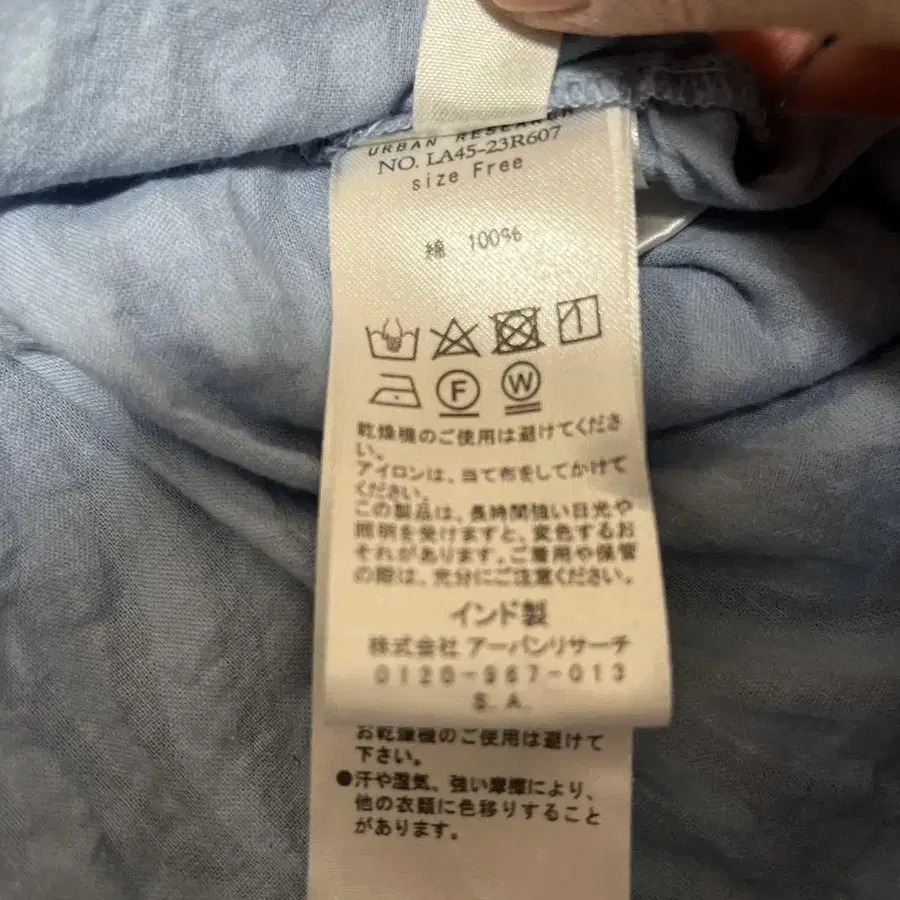 URBAN RESEARCH
NO. LA45-23R607
size Free
綿 100%
F
W
乾燥機のご使用は避けてくださ
い。
アイロンは、当て布をしてかけて
ください。
この製品は、長時間強い日光や
照明を受けますと、変色するお
それがあります。ご着用や保管
の際は、充分にご注意ください。
インド製
株式会社 アーバンリサーチ
0120-967-013
S.A.
お乾燥機のご使用は避けて
下さい。
●汗や湿気、強い摩擦により、
他の衣類に色移りすること
があります。